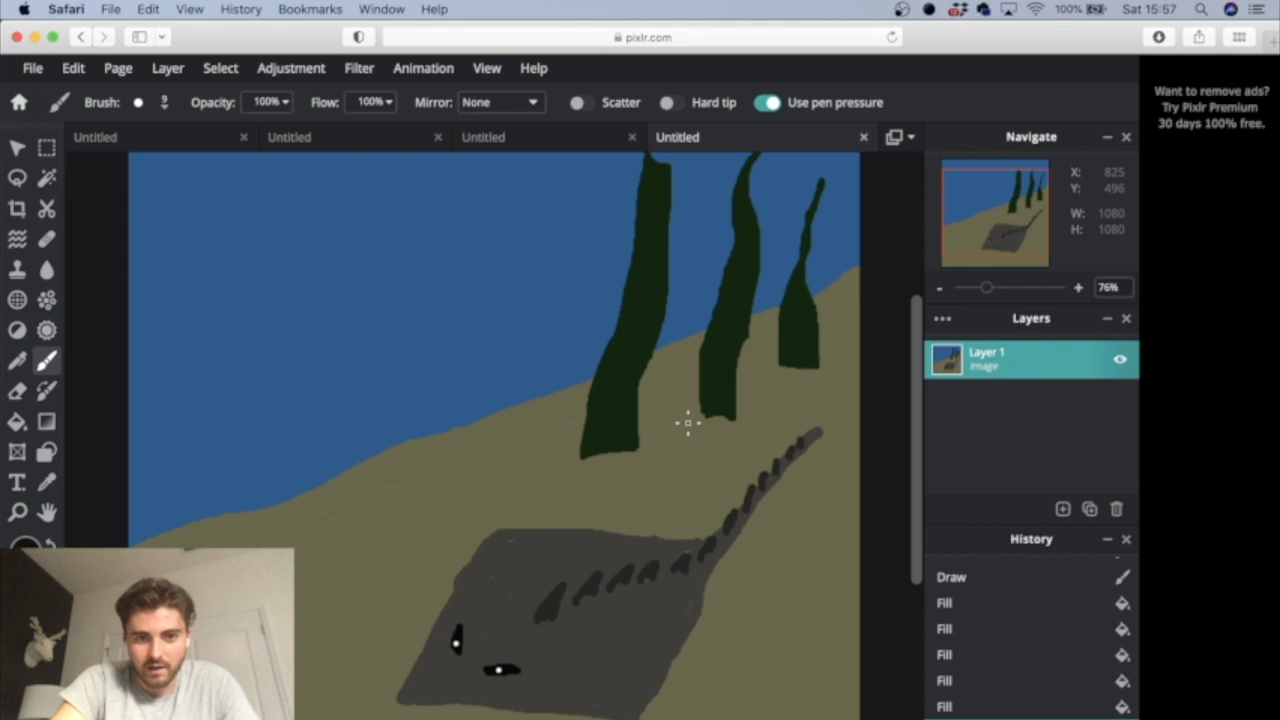 Safari File Edit View History Bookmarks Window Help 100% Sat 15:57
pixlr.com
File Edit Page Layer Select Adjustment Filter Animation View Help
Brush: 9 Opacity: 100% Flow: 100% Mirror: None Scatter Hard tip Use pen pressure
Untitled Untitled Untitled Untitled
Navigate
X: 825
Y: 496
W: 1080
H: 1080
76%
Layers
Layer 1
Image
History
Draw
Fill
Fill
Fill
Fill
Fill
Want to remove ads?
Try Pixlr Premium
30 days 100% free.